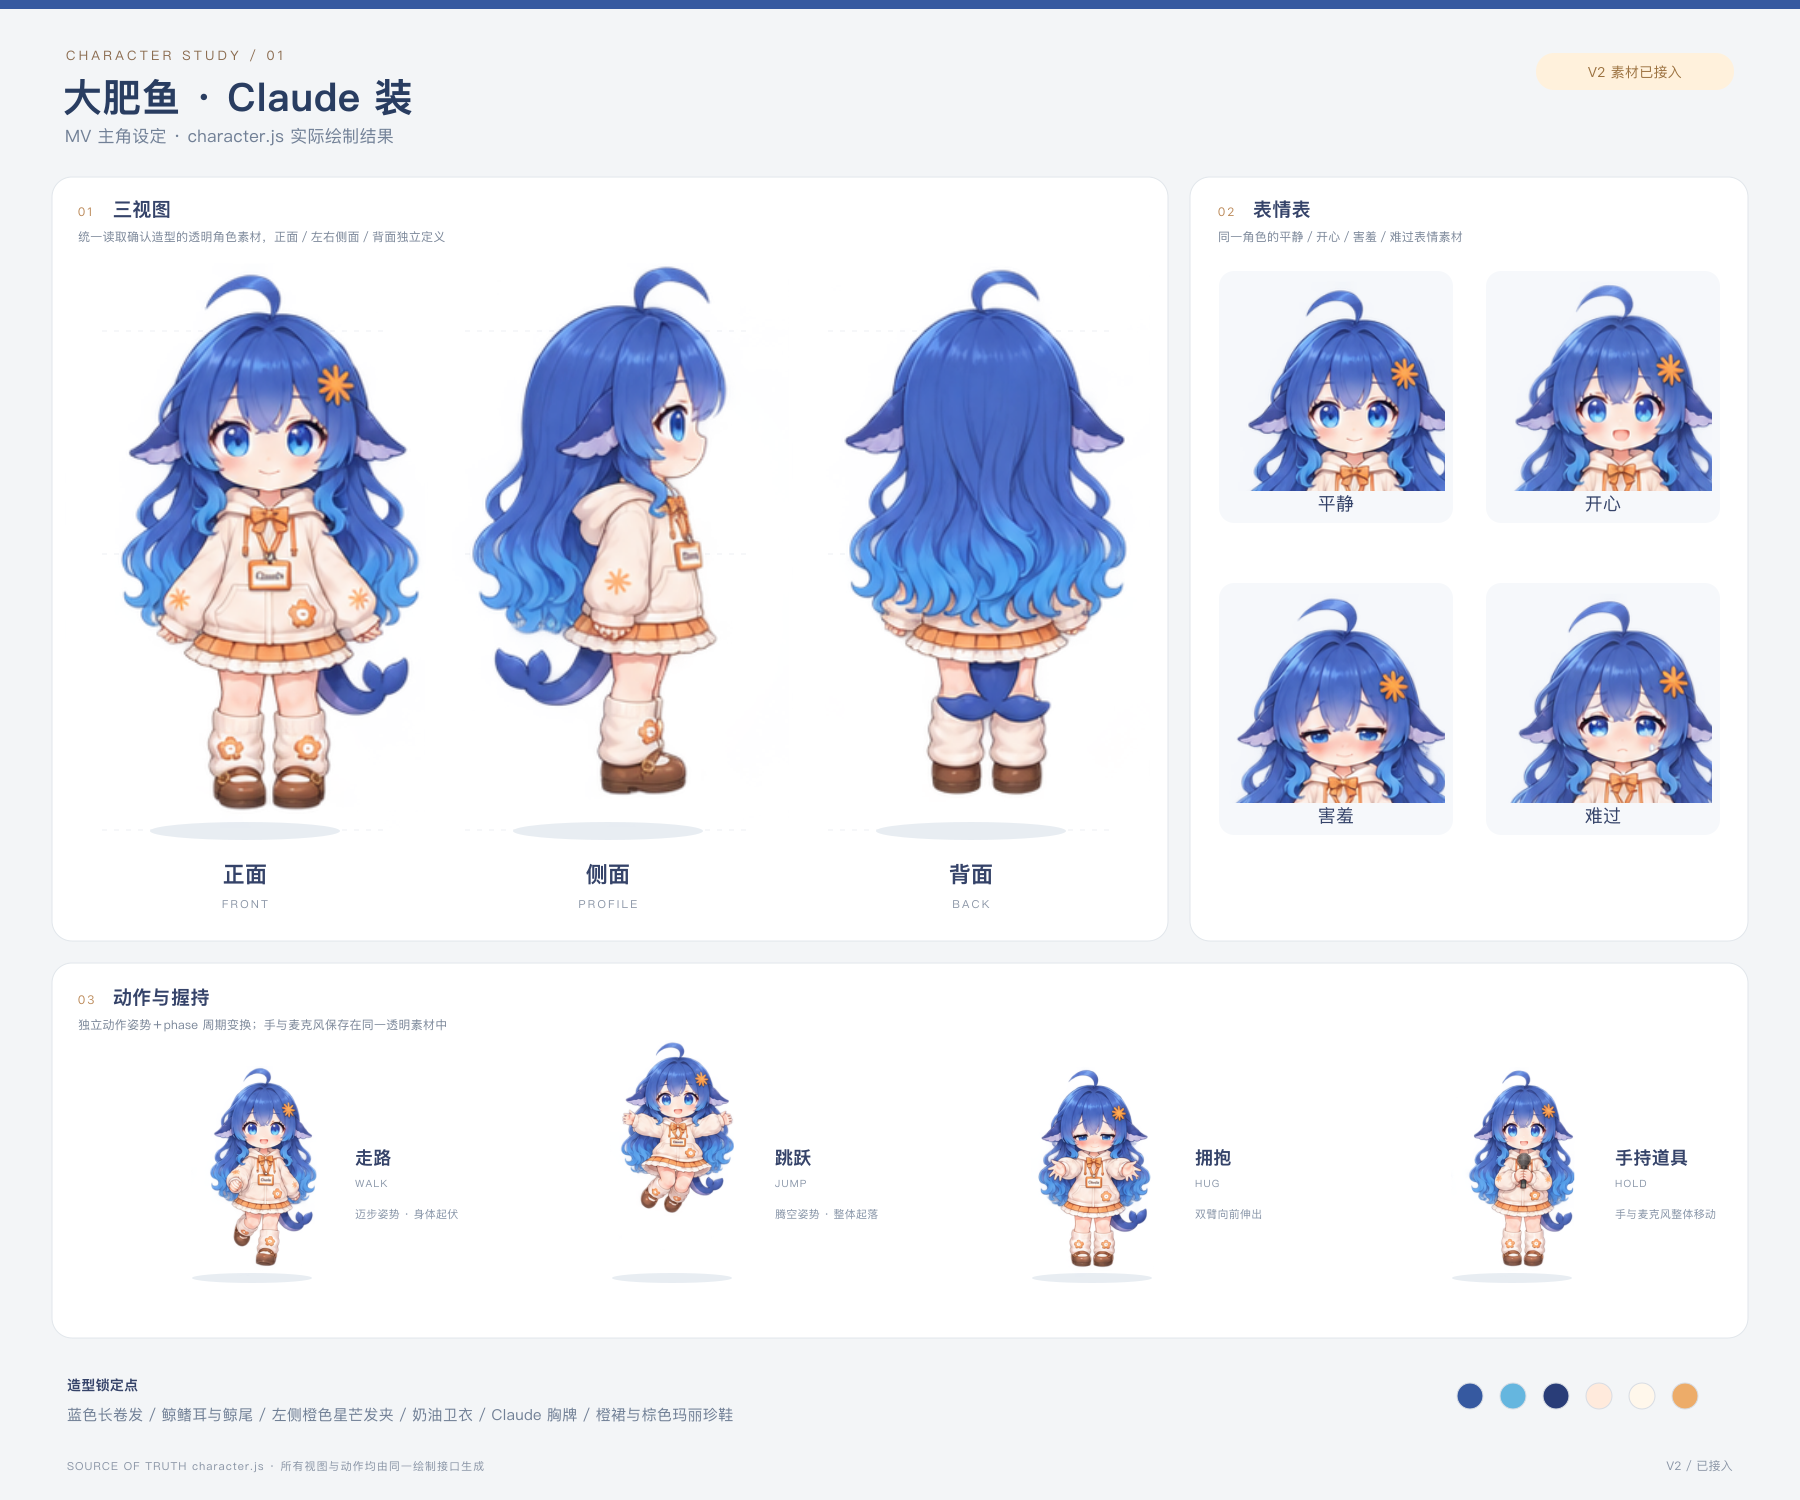 CHARACTER STUDY / 01
大肥鱼 · Claude 装
MV 主角设定 · character.js 实际绘制结果
V2 素材已接入
01 三视图
统一读取确认造型的透明角色素材，正面 / 左右侧面 / 背面独立定义
Claude
正面
FRONT
侧面
PROFILE
背面
BACK
02 表情表
同一角色的平静 / 开心 / 害羞 / 难过表情素材
平静
开心
害羞
难过
03 动作与握持
独立动作姿势＋phase 周期变换；手与麦克风保存在同一透明素材中
走路
WALK
迈步姿势 · 身体起伏
跳跃
JUMP
腾空姿势 · 整体起落
拥抱
HUG
双臂向前伸出
手持道具
HOLD
手与麦克风整体移动
造型锁定点
蓝色长卷发 / 鲸鳍耳与鲸尾 / 左侧橙色星芒发夹 / 奶油卫衣 / Claude 胸牌 / 橙裙与棕色玛丽珍鞋
SOURCE OF TRUTH character.js · 所有视图与动作均由同一绘制接口生成
V2 / 已接入